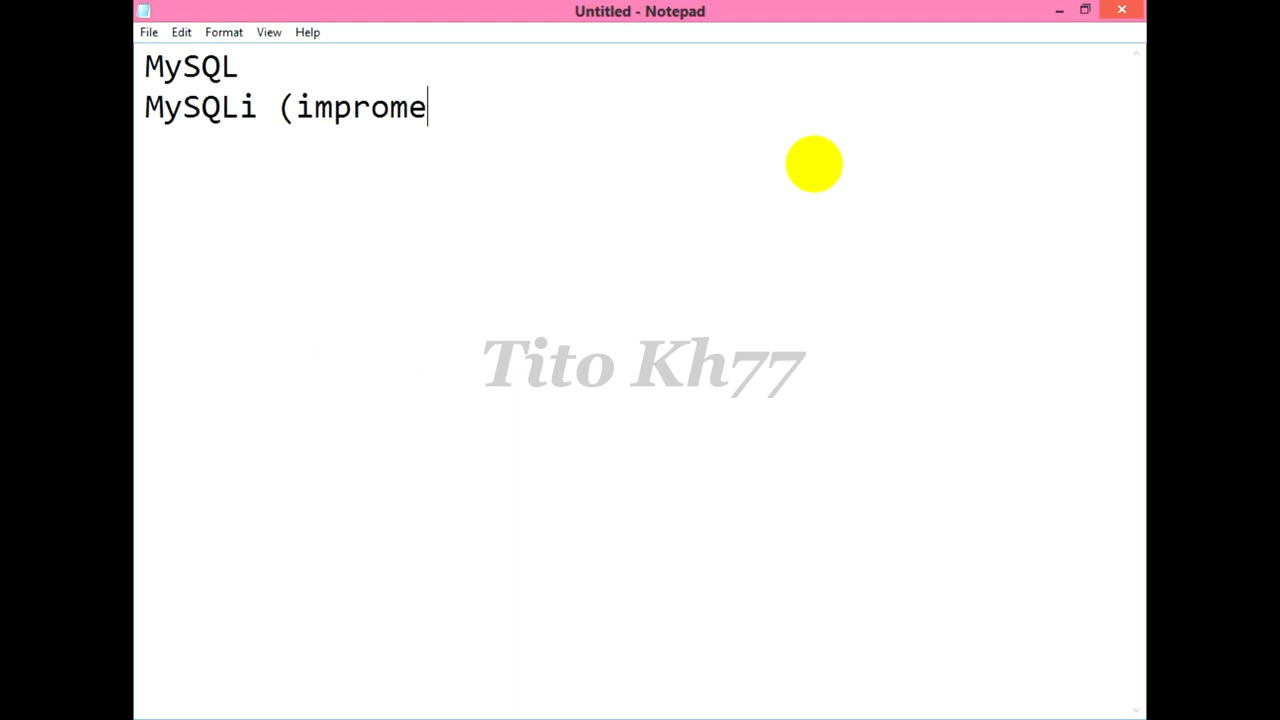 Untitled - Notepad
File Edit Format View Help
MySQL
MySQLi (improme
Tito Kh77